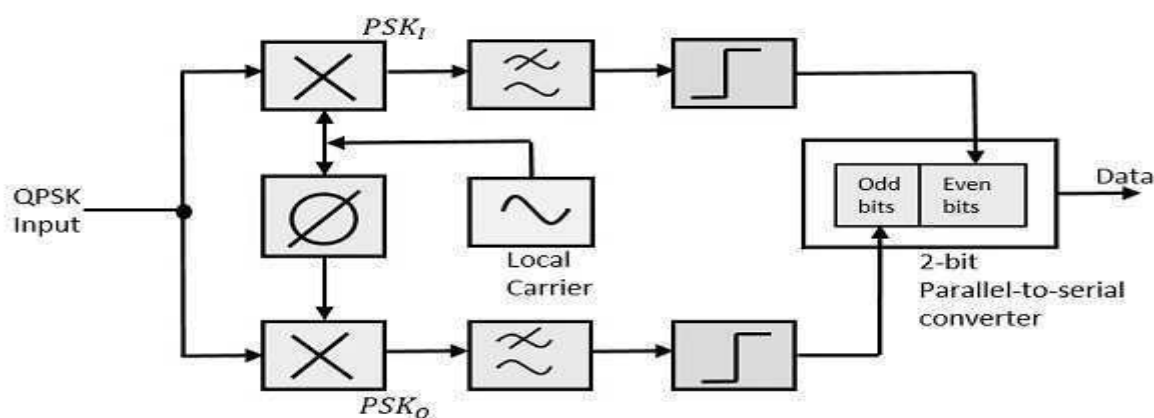 PSK_I
QPSK
Input
Local
Carrier
Odd
bits
Even
bits
Data
2-bit
Parallel-to-serial
converter
PSK_Q